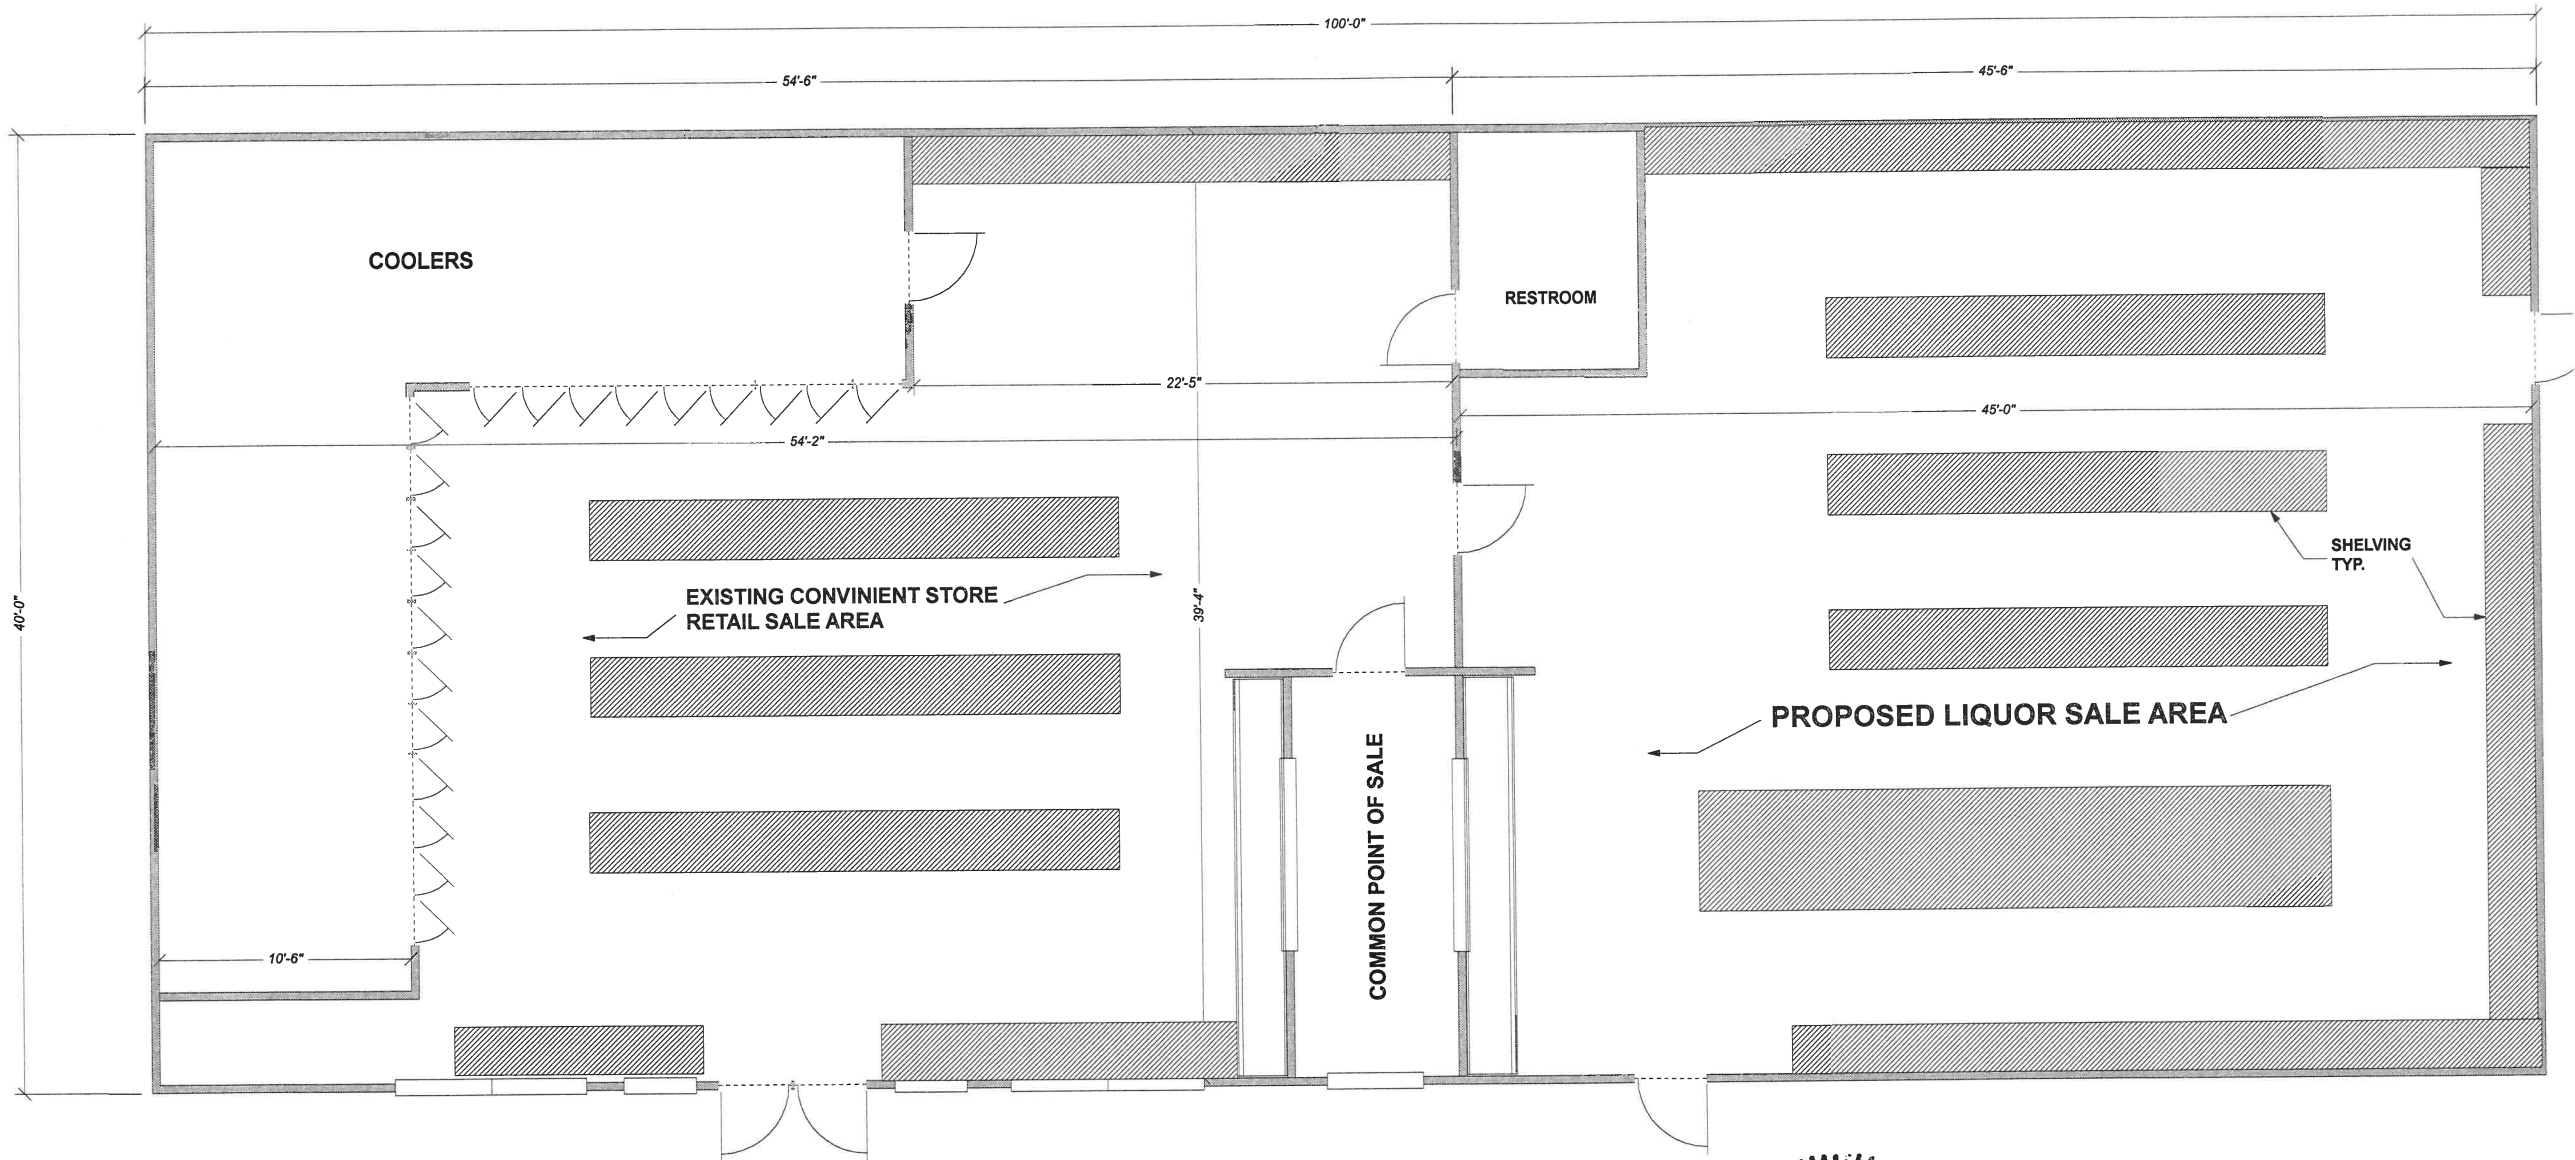 100'-0"
54'-6"
45'-6"
COOLERS
RESTROOM
22'-5"
45'-0"
54'-2"
SHELVING
TYP.
EXISTING CONVINIENT STORE
RETAIL SALE AREA
39'-4"
40'-0"
PROPOSED LIQUOR SALE AREA
COMMON POINT OF SALE
10'-6"